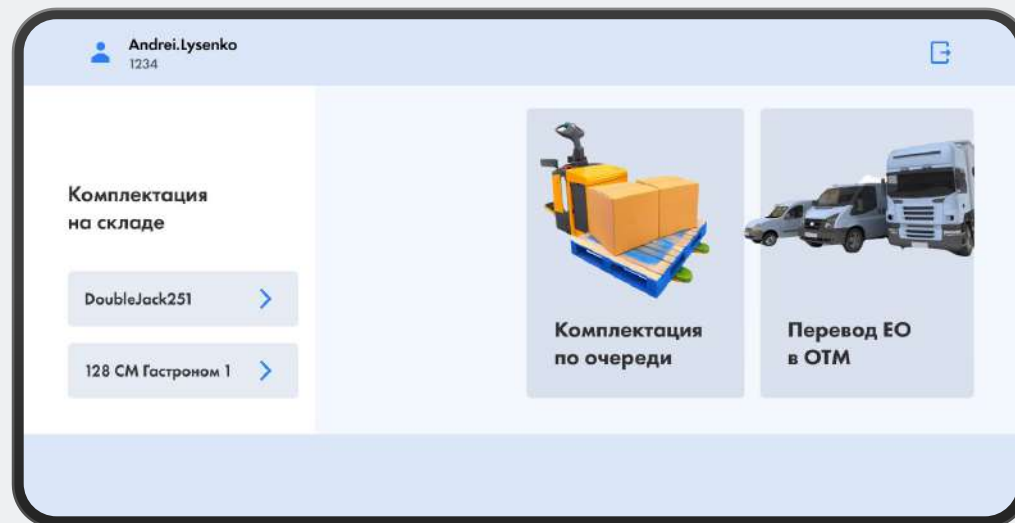 Andrei.Lysenko
1234
Комплектация
на складе
DoubleJack251
128 СМ Гастроном 1
Комплектация
по очереди
Перевод ЕО
в ОТМ